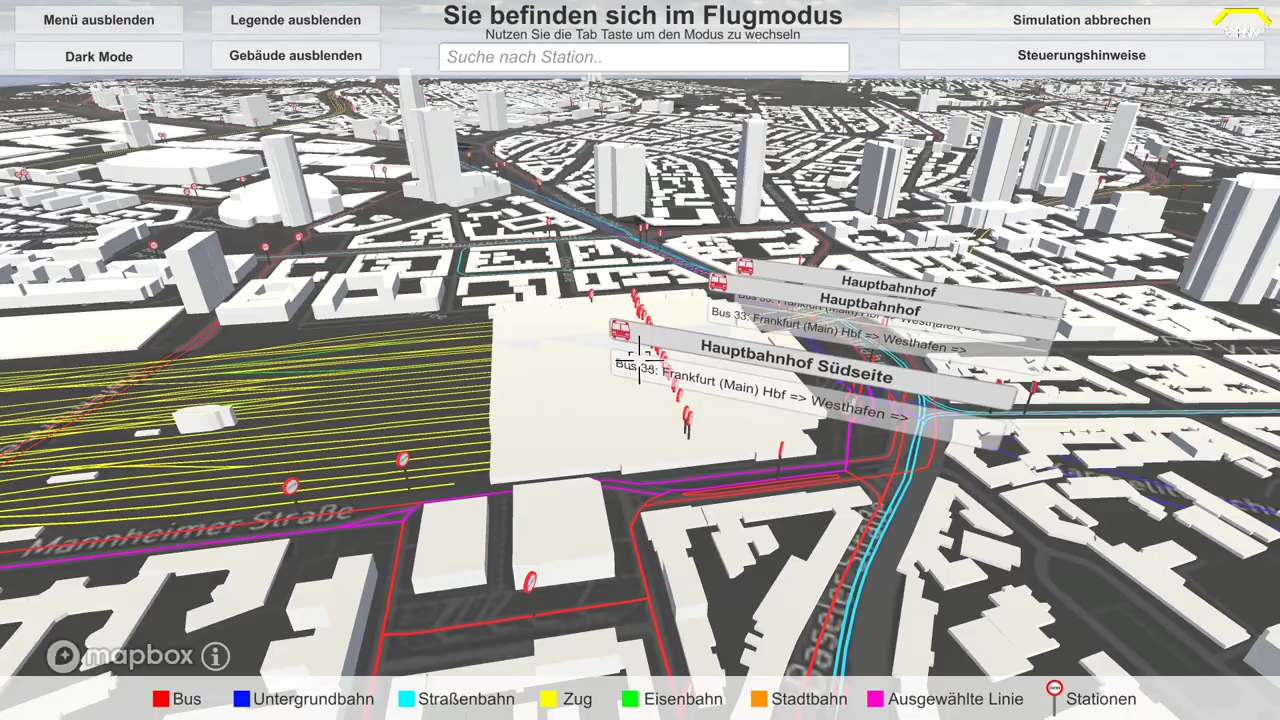 Menü ausblenden
Legende ausblenden
Sie befinden sich im Flugmodus
Nutzen Sie die Tab Taste um den Modus zu wechseln
Simulation abbrechen
ÖPNV
Dark Mode
Gebäude ausblenden
Suche nach Station..
Steuerungshinweise
Hauptbahnhof
Hauptbahnhof
Bus 33: Frankfurt (Main) Hbf => Westhafen =>
Hauptbahnhof Südseite
Bus 38: Frankfurt (Main) Hbf => Westhafen =>
Mannheimer Straße
mapbox
Bus
Untergrundbahn
Straßenbahn
Zug
Eisenbahn
Stadtbahn
Ausgewählte Linie
Stationen